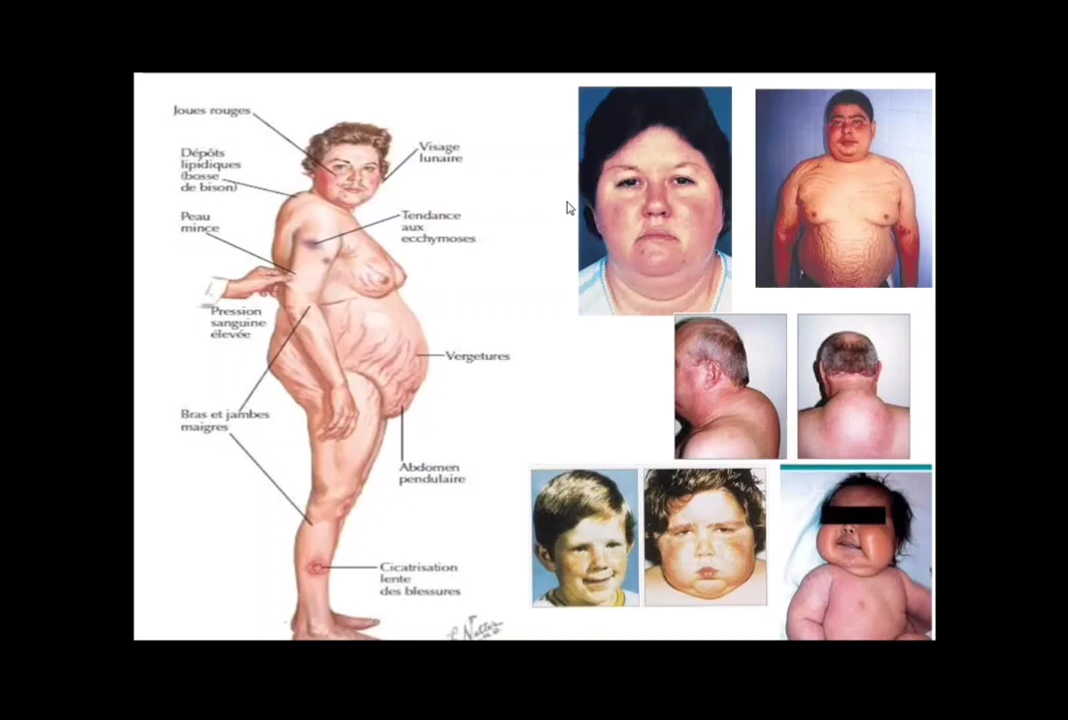 Joues rouges
Visage
lunaire
Dépôts
lipidiques
(bosse
de bison)
Peau
mince
Tendance
aux
ecchymoses
Pression
sanguine
élevée
Vergetures
Bras et jambes
maigres
Abdomen
pendulaire
Cicatrisation
lente
des blessures